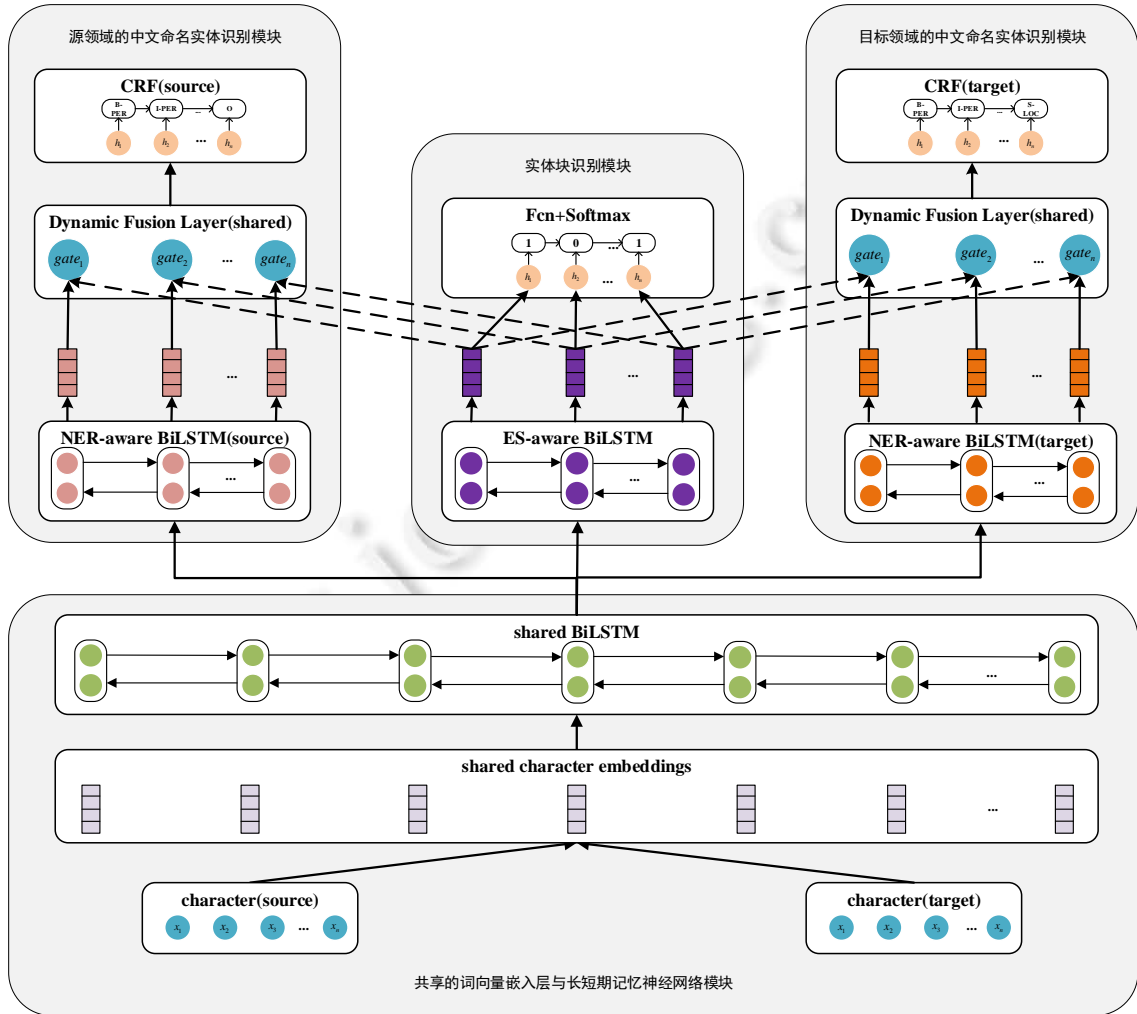 源领域的中文命名实体识别模块
CRF(source)
B-
PER
I-PER
...
O
h1
h2
...
hn
Dynamic Fusion Layer(shared)
gate1
gate2
...
gaten
...
NER-aware BiLSTM(source)
...
实体块识别模块
Fcn+Softmax
1
0
...
1
h1
h2
...
hn
...
ES-aware BiLSTM
...
目标领域的中文命名实体识别模块
CRF(target)
B-
PER
I-PER
...
S-
LOC
h1
h2
...
hn
Dynamic Fusion Layer(shared)
gate1
gate2
...
gaten
...
NER-aware BiLSTM(target)
...
shared BiLSTM
...
shared character embeddings
...
character(source)
x1 x2 x3 ... xn
character(target)
x1 x2 x3 ... xn
共享的词向量嵌入层与长短期记忆神经网络模块